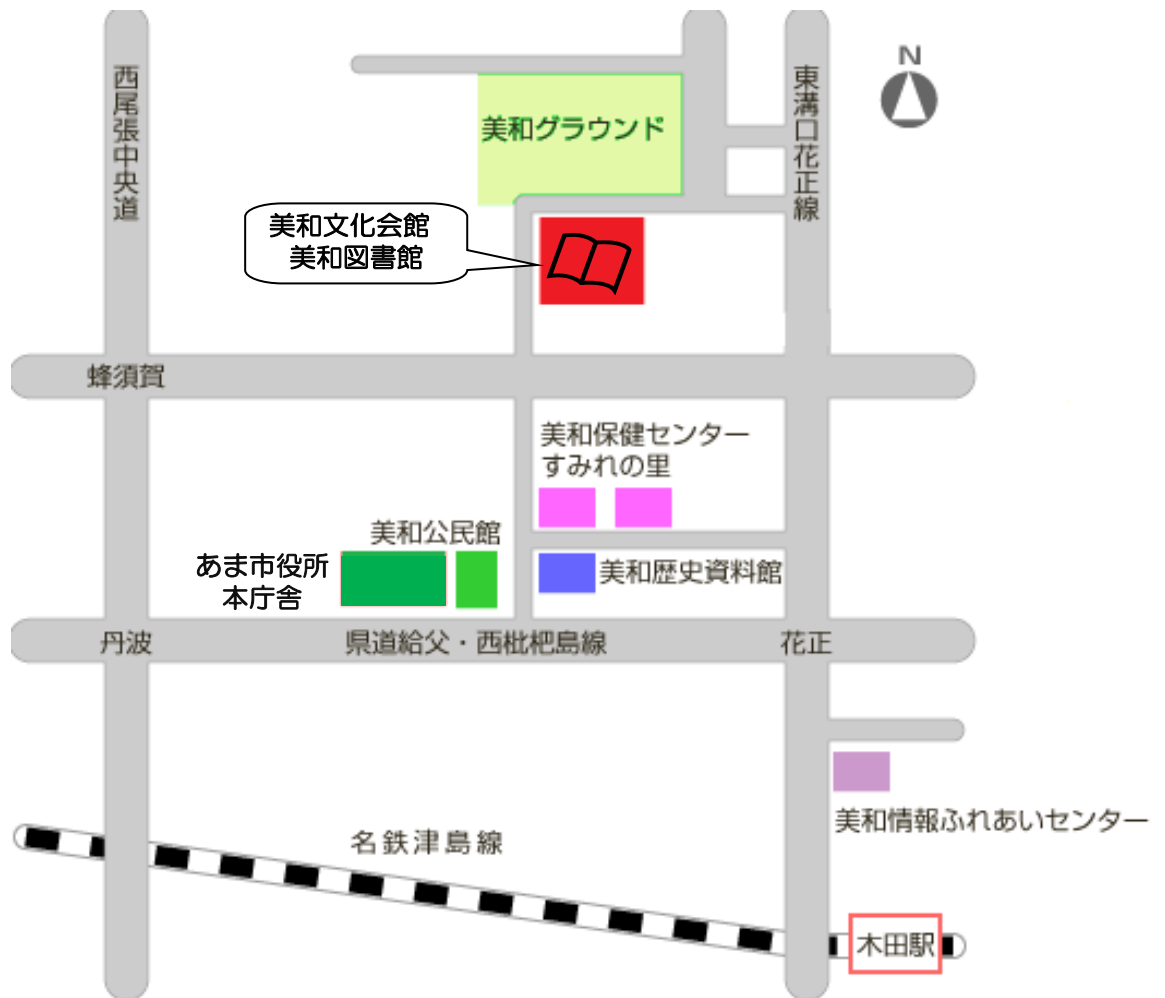 N
西尾張中央道
東溝口花正線
美和グラウンド
美和文化会館
美和図書館
蜂須賀
美和保健センター
すみれの里
美和公民館
あま市役所
本庁舎
美和歴史資料館
丹波
県道給父・西枇杷島線
花正
美和情報ふれあいセンター
名鉄津島線
木田駅